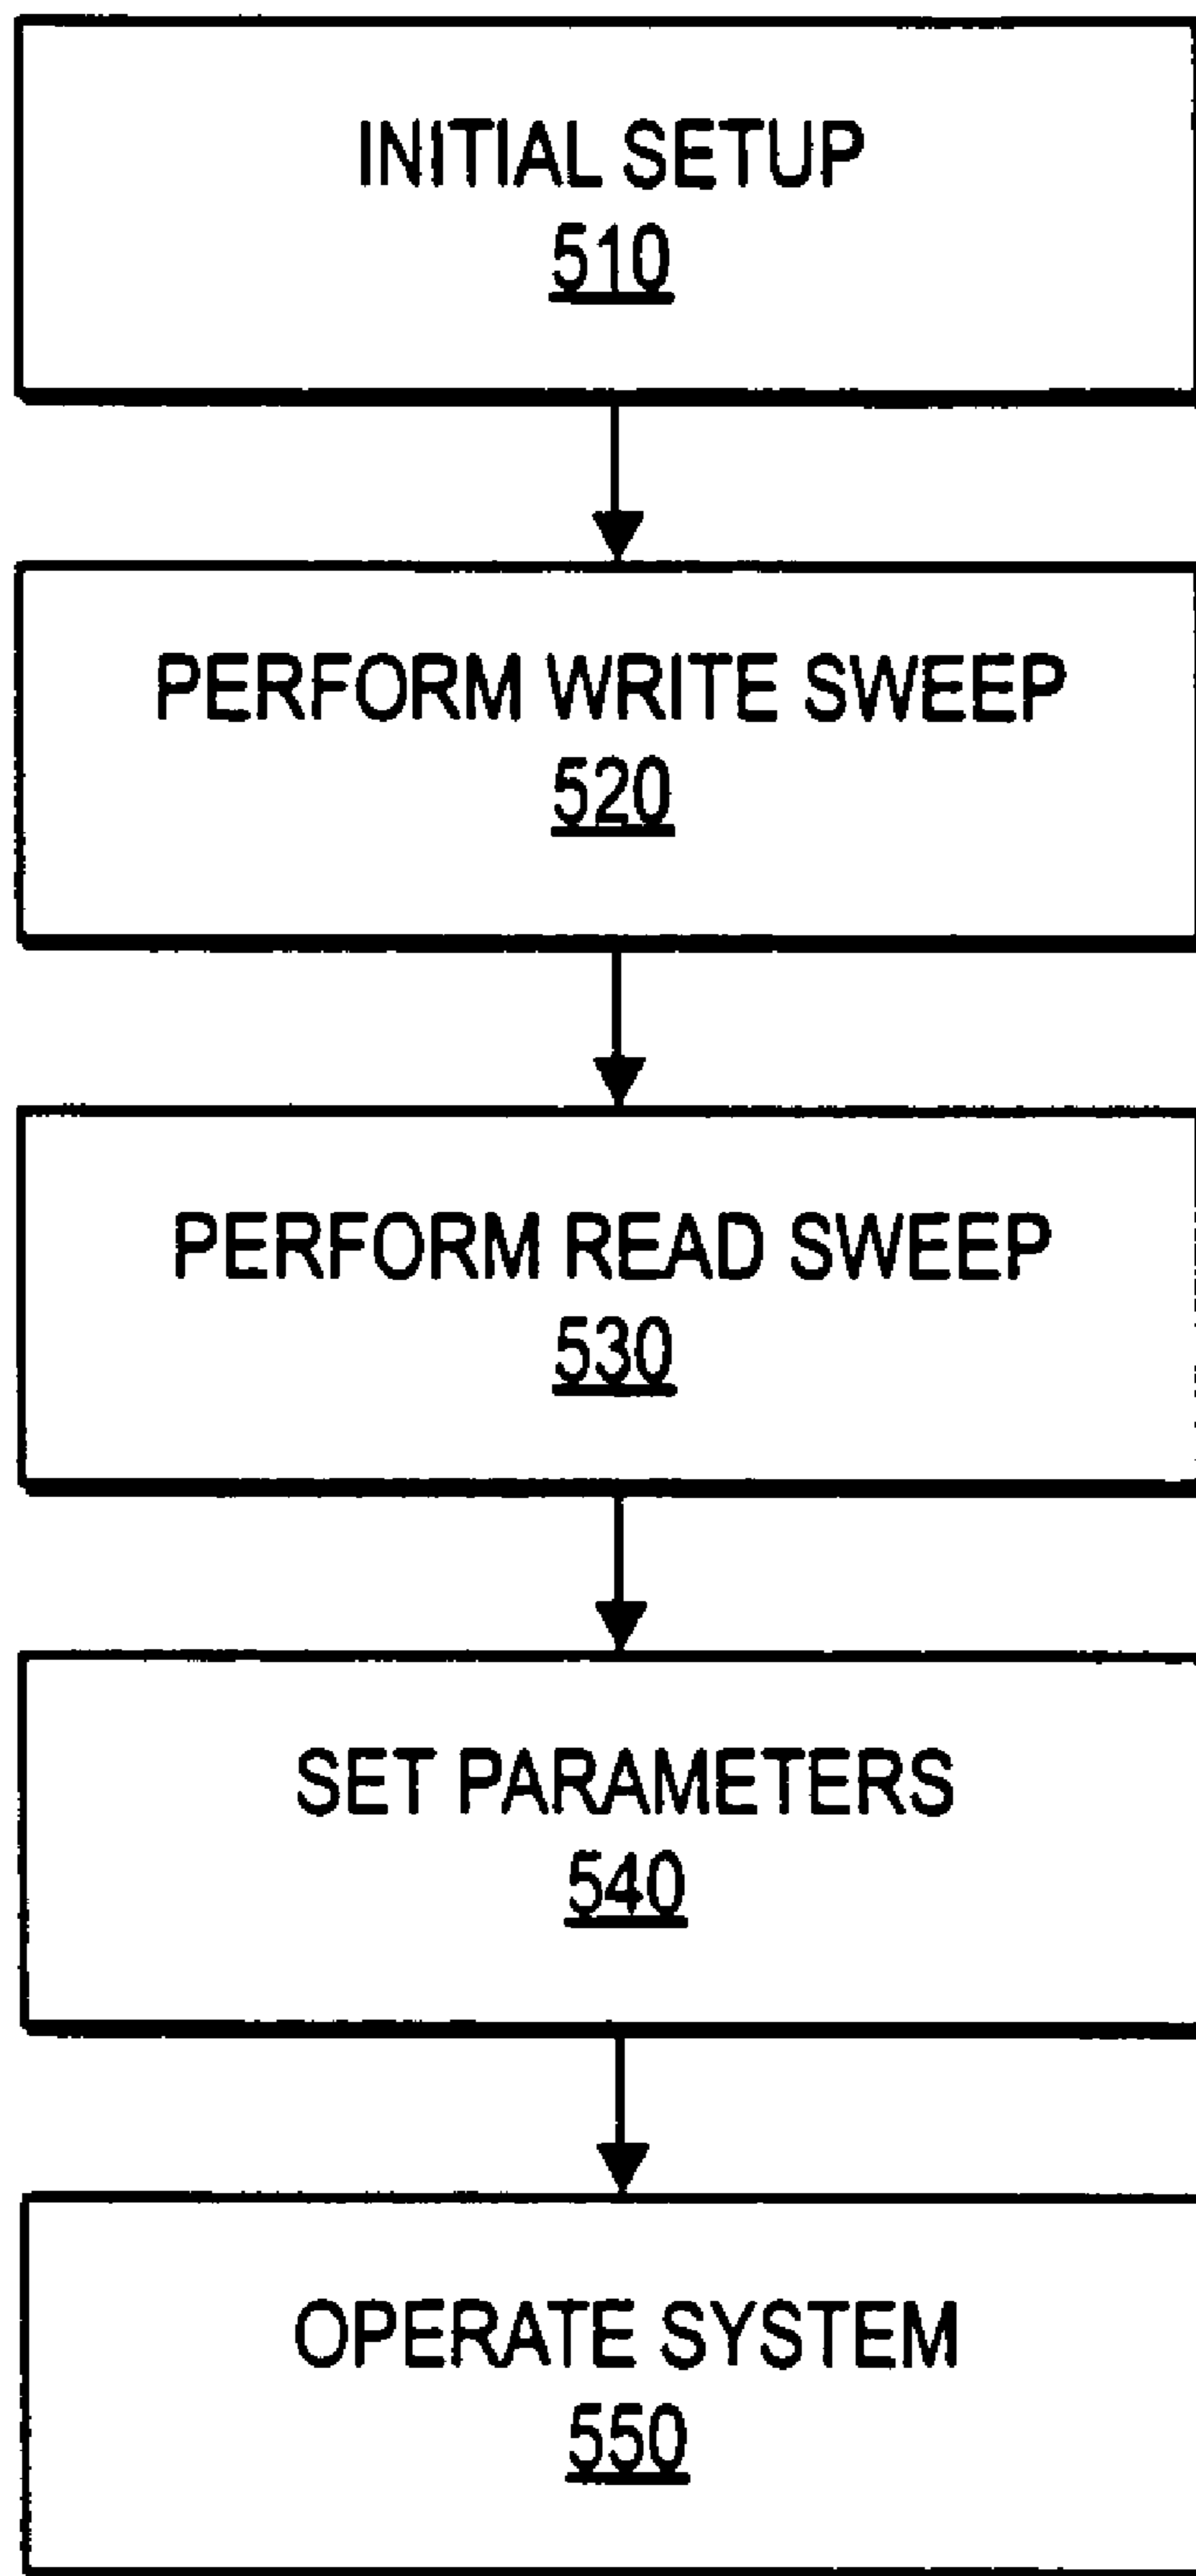 INITIAL SETUP
510
PERFORM WRITE SWEEP
520
PERFORM READ SWEEP
530
SET PARAMETERS
540
OPERATE SYSTEM
550